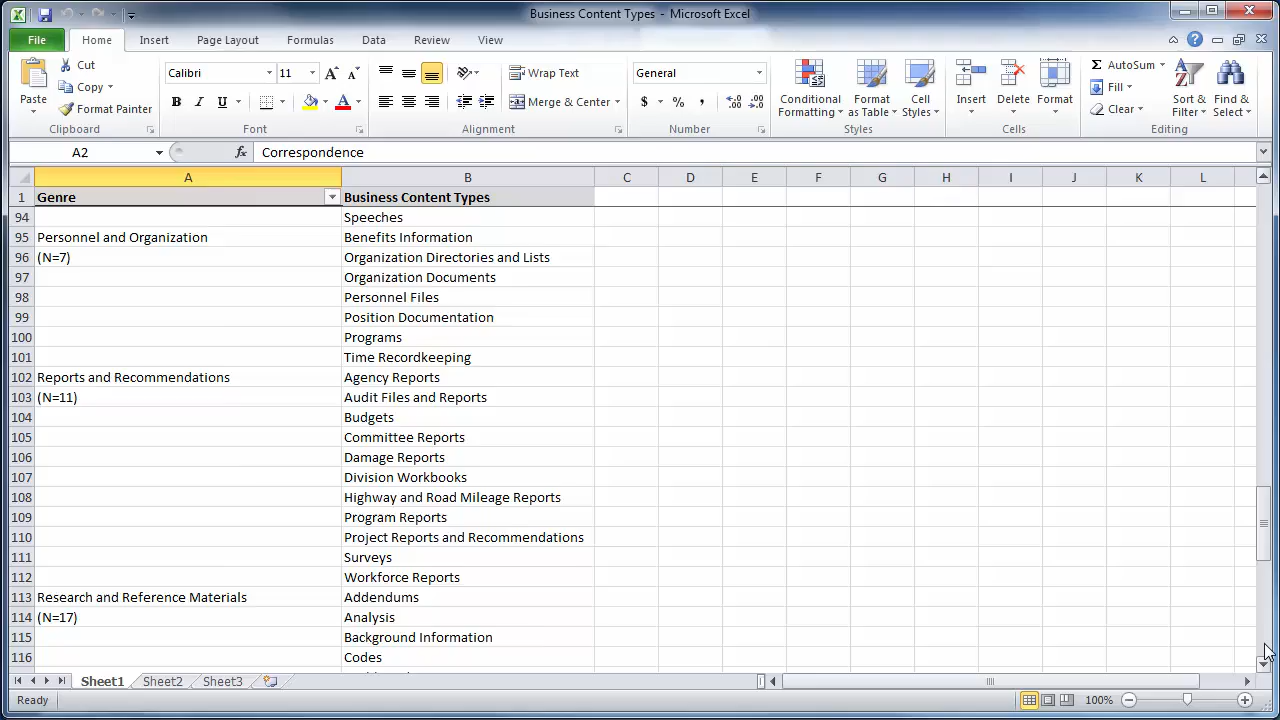 Business Content Types - Microsoft Excel
File Home Insert Page Layout Formulas Data Review View
Paste
Cut
Copy
Format Painter
Clipboard
Calibri 11
B I U A
Font
Wrap Text
Merge & Center
Alignment
General
$ % ,
Number
Conditional Formatting
Format as Table
Cell Styles
Styles
Insert Delete Format
Cells
Σ AutoSum
Fill
Clear
Sort & Filter
Find & Select
Editing
A2 fx Correspondence
A B C D E F G H I J K L
1 Genre Business Content Types
94 Speeches
95 Personnel and Organization Benefits Information
96 (N=7) Organization Directories and Lists
97 Organization Documents
98 Personnel Files
99 Position Documentation
100 Programs
101 Time Recordkeeping
102 Reports and Recommendations Agency Reports
103 (N=11) Audit Files and Reports
104 Budgets
105 Committee Reports
106 Damage Reports
107 Division Workbooks
108 Highway and Road Mileage Reports
109 Program Reports
110 Project Reports and Recommendations
111 Surveys
112 Workforce Reports
113 Research and Reference Materials Addendums
114 (N=17) Analysis
115 Background Information
116 Codes
Sheet1 Sheet2 Sheet3
Ready 100%